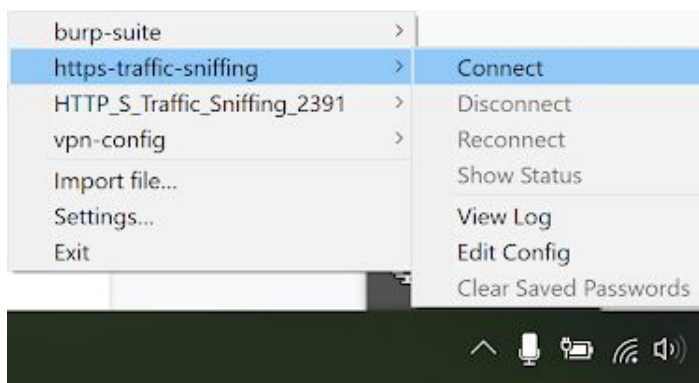 burp-suite
https-traffic-sniffing
HTTP_S_Traffic_Sniffing_2391
vpn-config
Import file...
Settings...
Exit
Connect
Disconnect
Reconnect
Show Status
View Log
Edit Config
Clear Saved Passwords